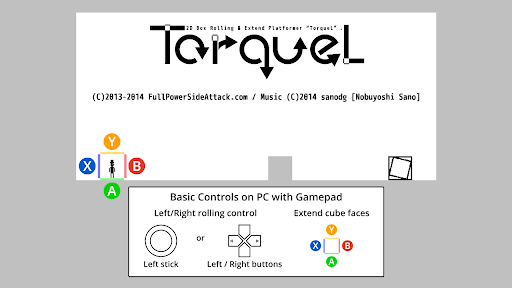 2D Box Rolling & Extend Platformer "TorqueL".
TorqueL
(C)2013-2014 FullPowerSideAttack.com / Music (C)2014 sanodg [Nobuyoshi Sano]
Y
X B
A
Basic Controls on PC with Gamepad
Left/Right rolling control Extend cube faces
or
Y
X B
A
Left stick Left / Right buttons